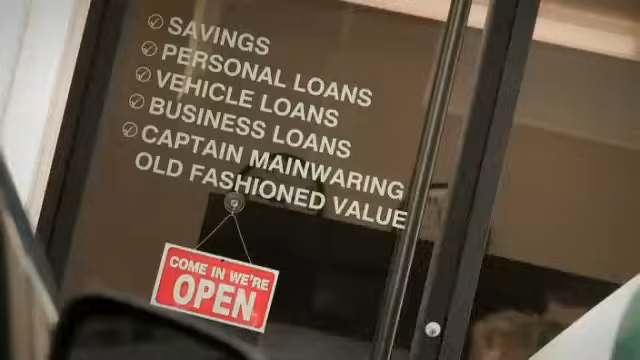 SAVINGS
PERSONAL LOANS
VEHICLE LOANS
BUSINESS LOANS
CAPTAIN MAINWARING
OLD FASHIONED VALUE
COME IN WE'RE
OPEN